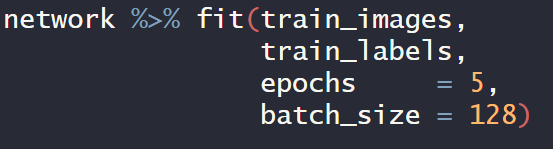 network %>% fit(train_images,
                train_labels,
                epochs     = 5,
                batch_size = 128)